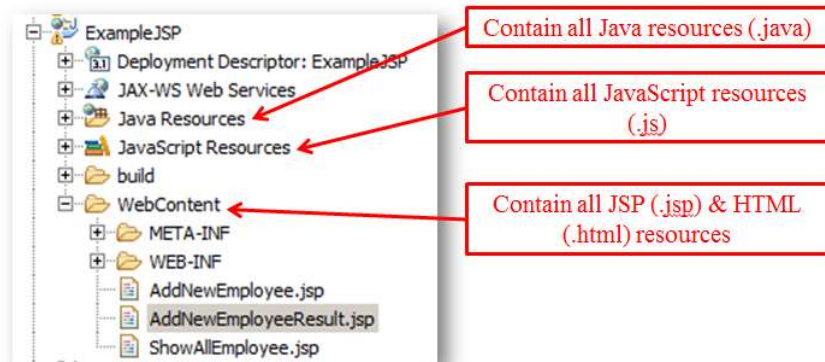 ExampleJSP
3.1 Deployment Descriptor: ExampleJSP
JAX-WS Web Services
Java Resources
JavaScript Resources
build
WebContent
META-INF
WEB-INF
AddNewEmployee.jsp
AddNewEmployeeResult.jsp
ShowAllEmployee.jsp
Contain all Java resources (.java)
Contain all JavaScript resources
(.js)
Contain all JSP (.jsp) & HTML
(.html) resources